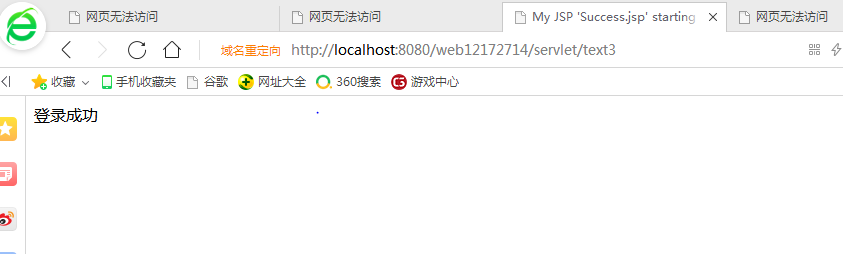 网页无法访问 网页无法访问 My JSP 'Success.jsp' starting 网页无法访问
域名重定向 http://localhost:8080/web12172714/servlet/text3
收藏 手机收藏夹 谷歌 网址大全 360搜索 游戏中心
登录成功